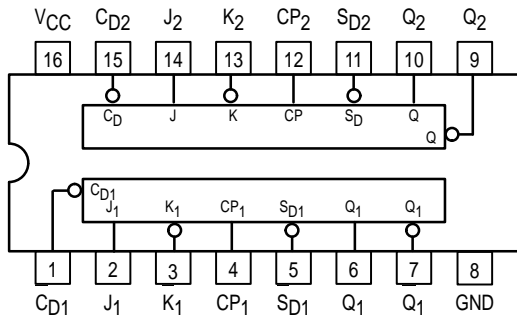 VCC CD2 J2 K2 CP2 SD2 Q2 Q2
16 15 14 13 12 11 10 9
CD J K CP SD Q
Q
CD1
J1 K1 CP1 SD1 Q1 Q1
1 2 3 4 5 6 7 8
CD1 J1 K1 CP1 SD1 Q1 Q1 GND